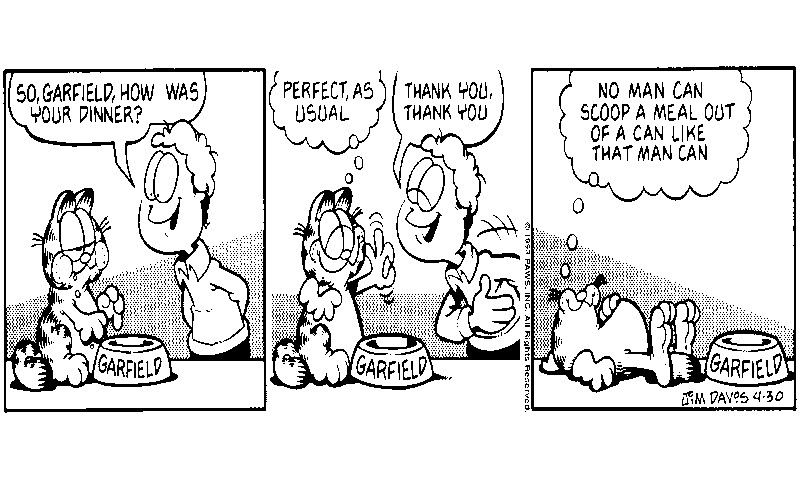 SO, GARFIELD, HOW WAS
YOUR DINNER?
GARFIELD
PERFECT, AS
USUAL
THANK YOU,
THANK YOU
GARFIELD
NO MAN CAN
SCOOP A MEAL OUT
OF A CAN LIKE
THAT MAN CAN
GARFIELD
JIM DAVIS 4-30